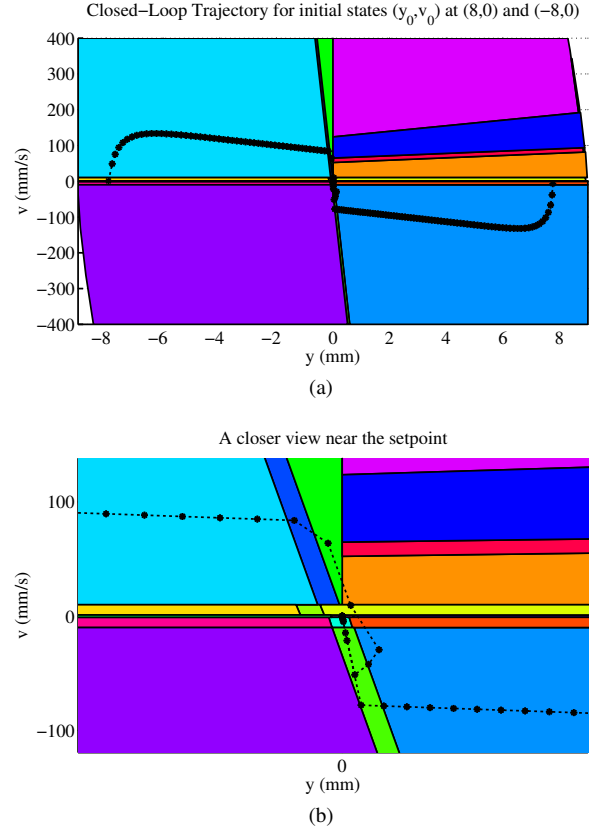 Closed-Loop Trajectory for initial states (y₀,v₀) at (8,0) and (-8,0)
400
300
200
100
0
-100
-200
-300
-400
v (mm/s)
-8 -6 -4 -2 0 2 4 6 8
y (mm)
(a)
A closer view near the setpoint
100
0
-100
v (mm/s)
0
y (mm)
(b)